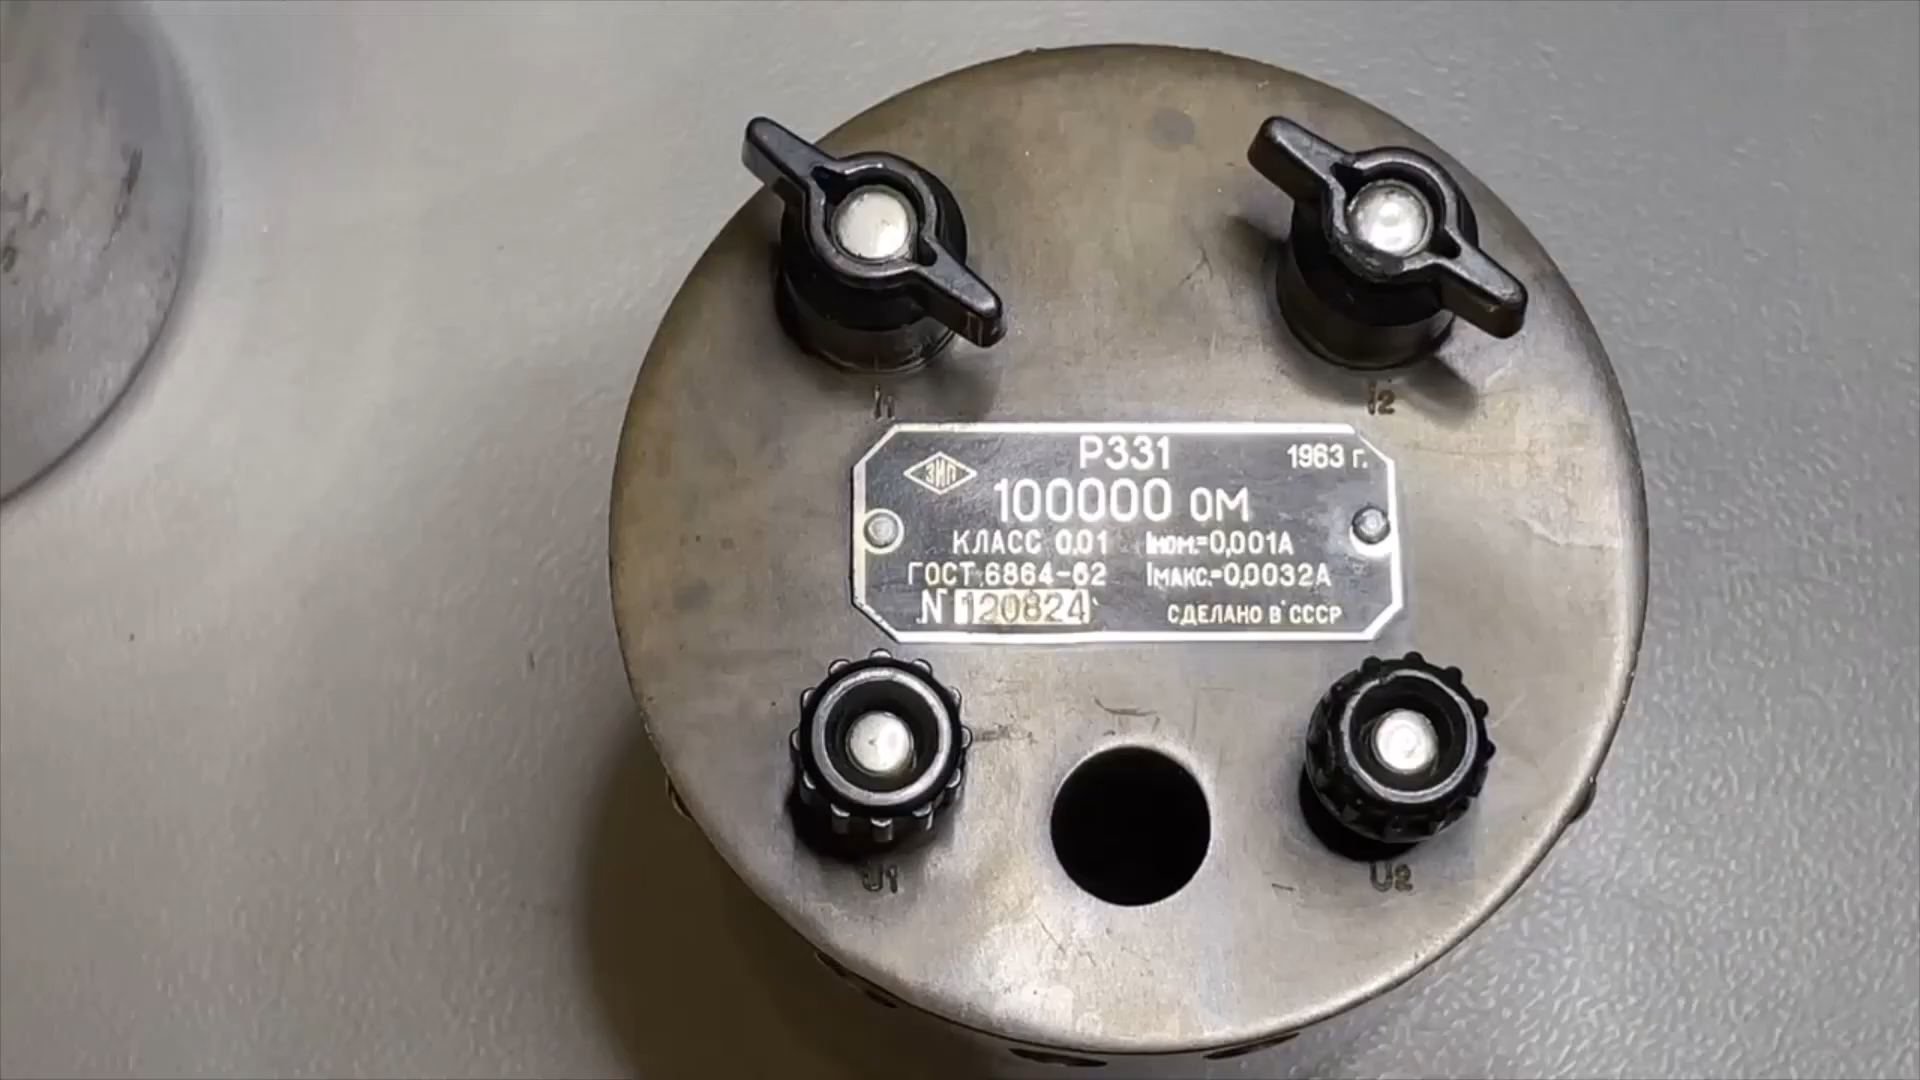 I1
I2
Р331
1963 г.
ЗИП
100000 ОМ
КЛАСС 0.01 Iном.=0,001А
ГОСТ 6864-62 Iмакс.=0,0032А
N 120824
СДЕЛАНО В СССР
U1
U2